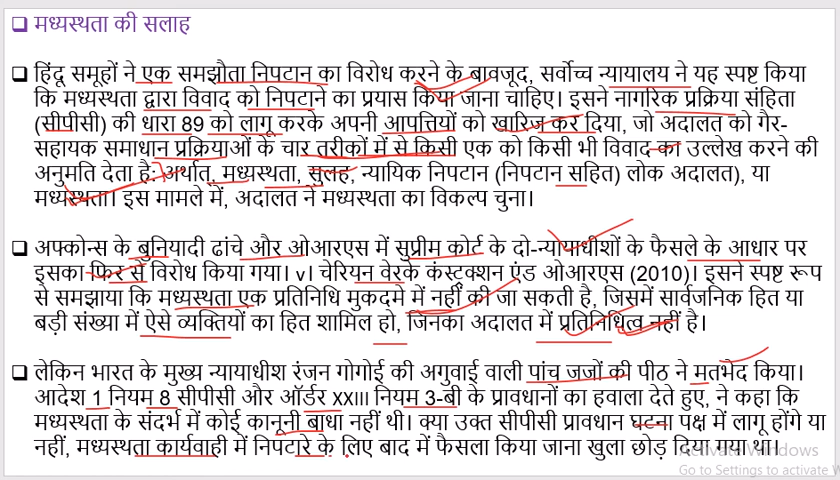 ❑ मध्यस्थता की सलाह
❑ हिंदू समूहों ने एक समझौता निपटान का विरोध करने के बावजूद, सर्वोच्च न्यायालय ने यह स्पष्ट किया
कि मध्यस्थता द्वारा विवाद को निपटाने का प्रयास किया जाना चाहिए। इसने नागरिक प्रक्रिया संहिता
(सीपीसी) की धारा 89 को लागू करके अपनी आपत्तियों को खारिज कर दिया, जो अदालत को गैर-
सहायक समाधान प्रक्रियाओं के चार तरीकों में से किसी एक को किसी भी विवाद का उल्लेख करने की
अनुमति देता है: अर्थात, मध्यस्थता, सुलह, न्यायिक निपटान (निपटान सहित) लोक अदालत), या
मध्यस्थता। इस मामले में, अदालत ने मध्यस्थता का विकल्प चुना।
❑ अफ्कोन्स के बुनियादी ढांचे और ओआरएस में सुप्रीम कोर्ट के दो-न्यायाधीशों के फैसले के आधार पर
इसका फिर से विरोध किया गया। v। चेरियन वेरके कंस्ट्रक्शन एंड ओआरएस (2010)। इसने स्पष्ट रूप
से समझाया कि मध्यस्थता एक प्रतिनिधि मुकदमे में नहीं की जा सकती है, जिसमें सार्वजनिक हित या
बड़ी संख्या में ऐसे व्यक्तियों का हित शामिल हो, जिनका अदालत में प्रतिनिधित्व नहीं है।
❑ लेकिन भारत के मुख्य न्यायाधीश रंजन गोगोई की अगुवाई वाली पांच जजों की पीठ ने मतभेद किया।
आदेश 1 नियम 8 सीपीसी और ऑर्डर XXIII नियम 3-बी के प्रावधानों का हवाला देते हुए, ने कहा कि
मध्यस्थता के संदर्भ में कोई कानूनी बाधा नहीं थी। क्या उक्त सीपीसी प्रावधान घटना पक्ष में लागू होंगे या
नहीं, मध्यस्थता कार्यवाही में निपटारे के लिए बाद में फैसला किया जाना खुला छोड़ दिया गया था।
Activate Windows
Go to Settings to activate W